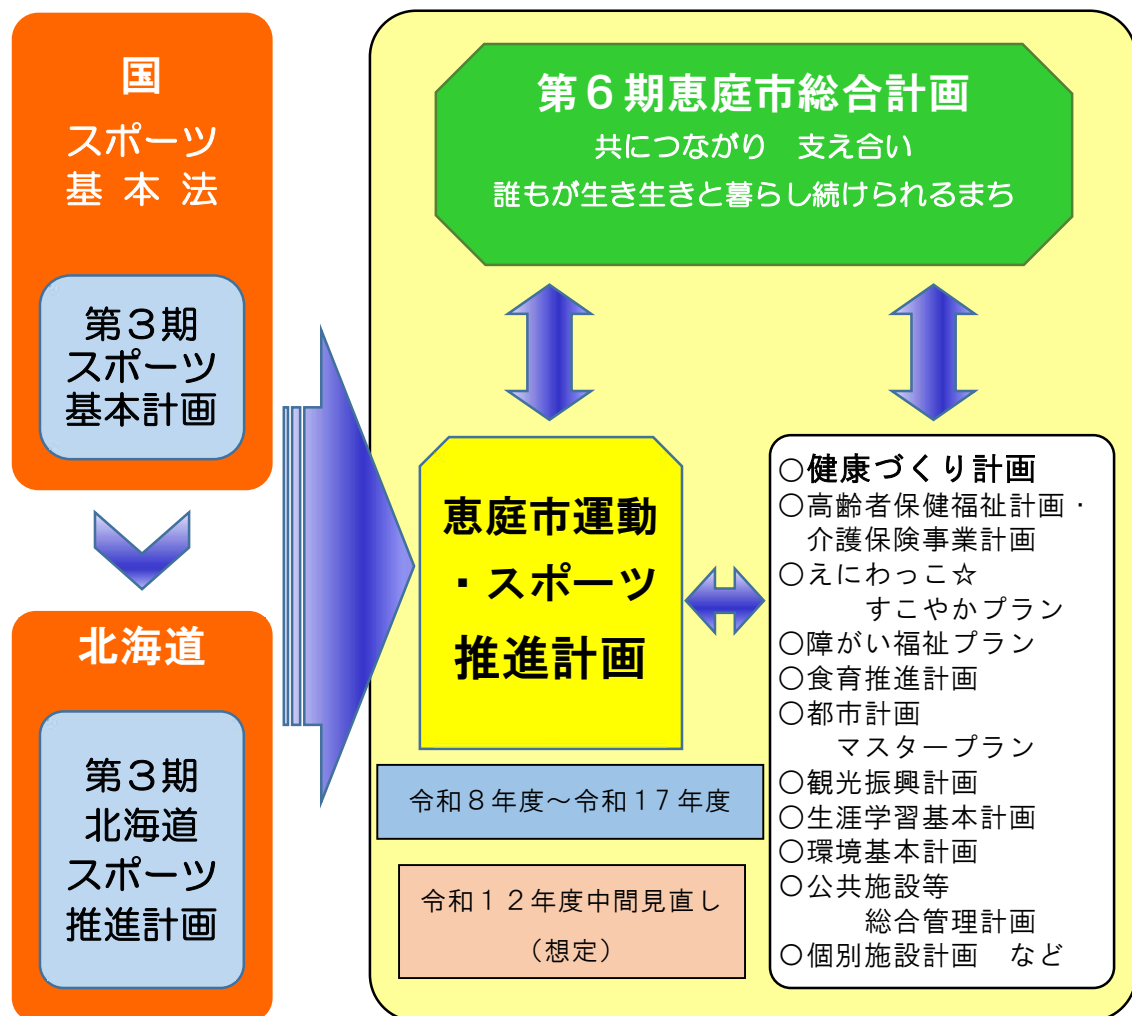 国
スポーツ
基本法
第３期
スポーツ
基本計画
北海道
第３期
北海道
スポーツ
推進計画
第６期恵庭市総合計画
共につながり　支え合い
誰もが生き生きと暮らし続けられるまち
恵庭市運動
・スポーツ
推進計画
令和８年度～令和１７年度
令和１２年度中間見直し
（想定）
○健康づくり計画
○高齢者保健福祉計画・
介護保険事業計画
○えにわっこ☆
すこやかプラン
○障がい福祉プラン
○食育推進計画
○都市計画
マスタープラン
○観光振興計画
○生涯学習基本計画
○環境基本計画
○公共施設等
総合管理計画
○個別施設計画　など